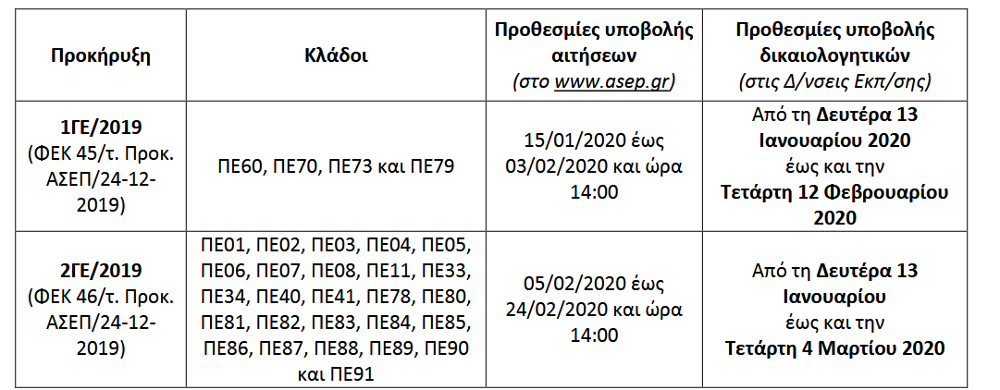 Προκήρυξη
Κλάδοι
Προθεσμίες υποβολής
αιτήσεων
(στο www.asep.gr)
Προθεσμίες υποβολής
δικαιολογητικών
(στις Δ/νσεις Εκπ/σης)
1ΓΕ/2019
(ΦΕΚ 45/τ. Προκ.
ΑΣΕΠ/24-12-
2019)
ΠΕ60, ΠΕ70, ΠΕ73 και ΠΕ79
15/01/2020 έως
03/02/2020 και ώρα
14:00
Από τη Δευτέρα 13
Ιανουαρίου 2020
έως και την
Τετάρτη 12 Φεβρουαρίου
2020
2ΓΕ/2019
(ΦΕΚ 46/τ. Προκ.
ΑΣΕΠ/24-12-
2019)
ΠΕ01, ΠΕ02, ΠΕ03, ΠΕ04, ΠΕ05,
ΠΕ06, ΠΕ07, ΠΕ08, ΠΕ11, ΠΕ33,
ΠΕ34, ΠΕ40, ΠΕ41, ΠΕ78, ΠΕ80,
ΠΕ81, ΠΕ82, ΠΕ83, ΠΕ84, ΠΕ85,
ΠΕ86, ΠΕ87, ΠΕ88, ΠΕ89, ΠΕ90
και ΠΕ91
05/02/2020 έως
24/02/2020 και ώρα
14:00
Από τη Δευτέρα 13
Ιανουαρίου
έως και την
Τετάρτη 4 Μαρτίου 2020